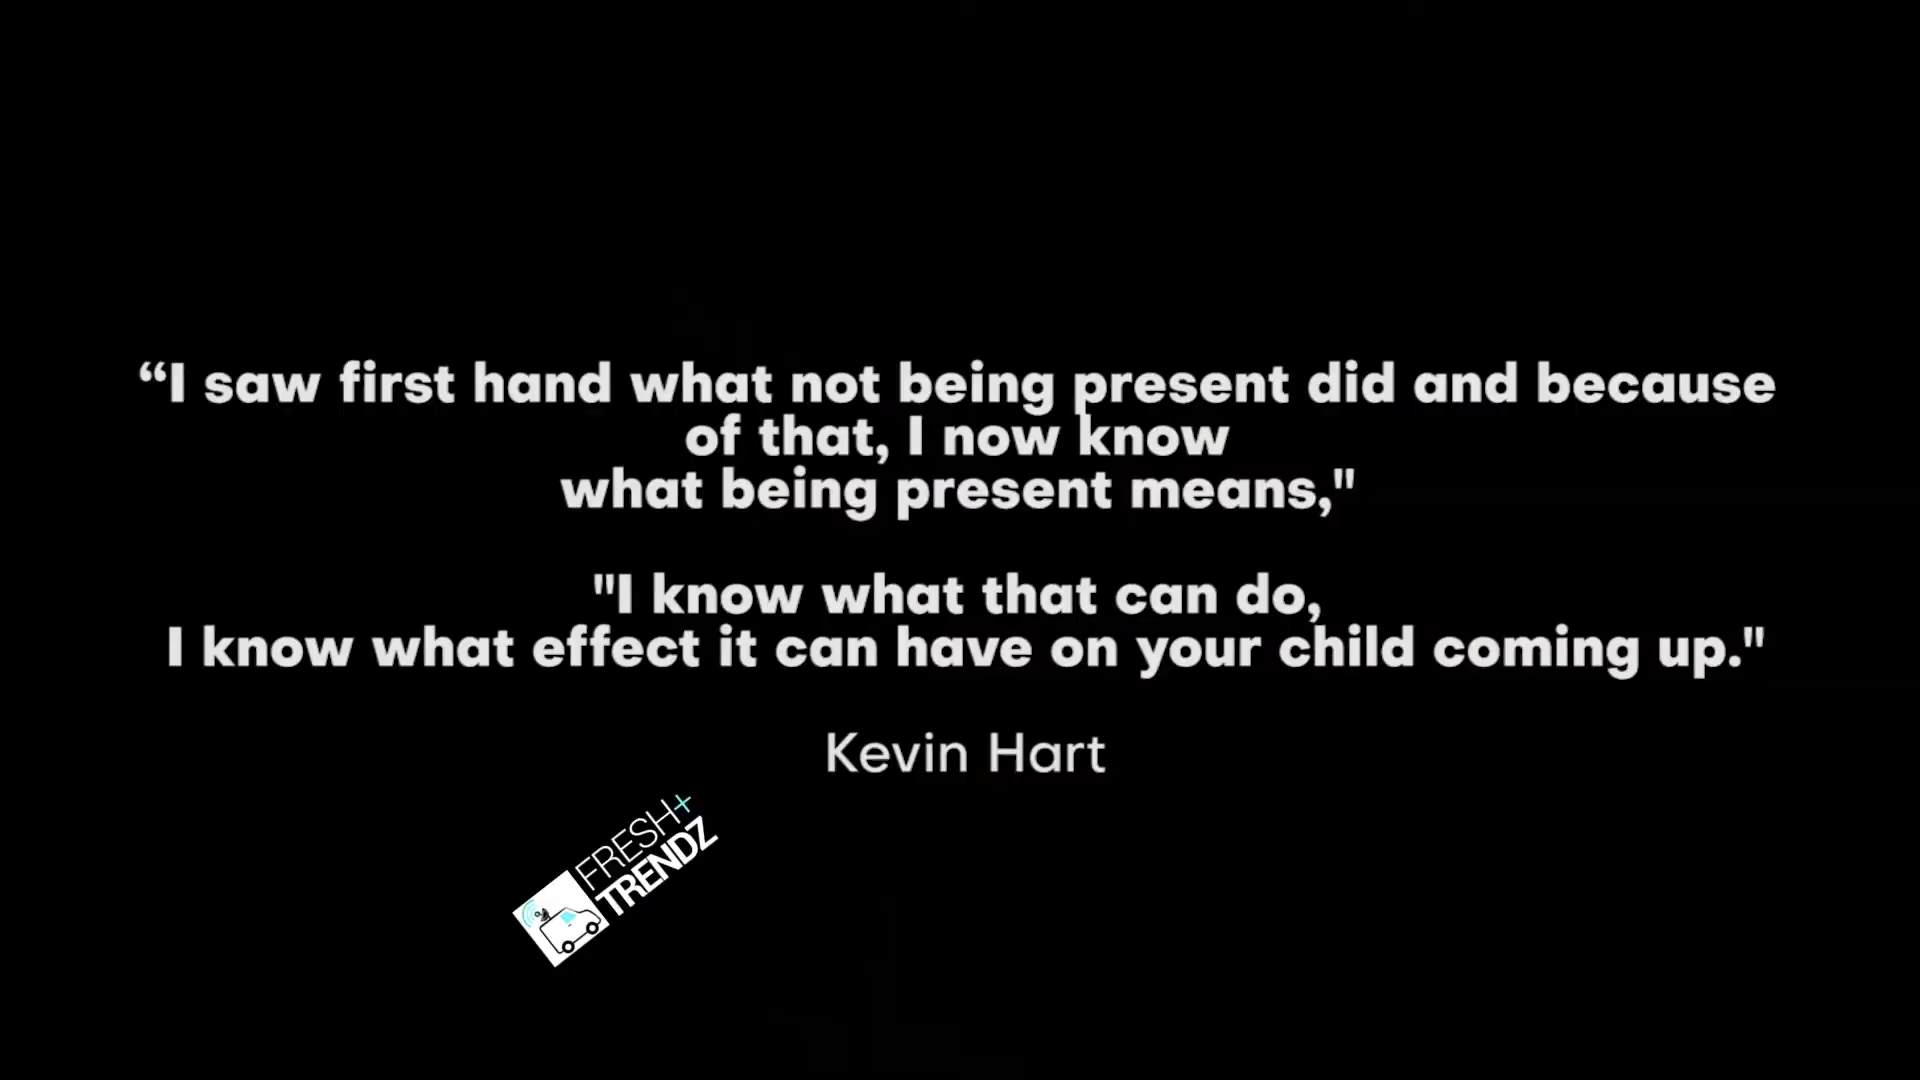 “I saw first hand what not being present did and because
of that, I now know
what being present means,"
"I know what that can do,
I know what effect it can have on your child coming up."
Kevin Hart
FRESH+
TRENDZ